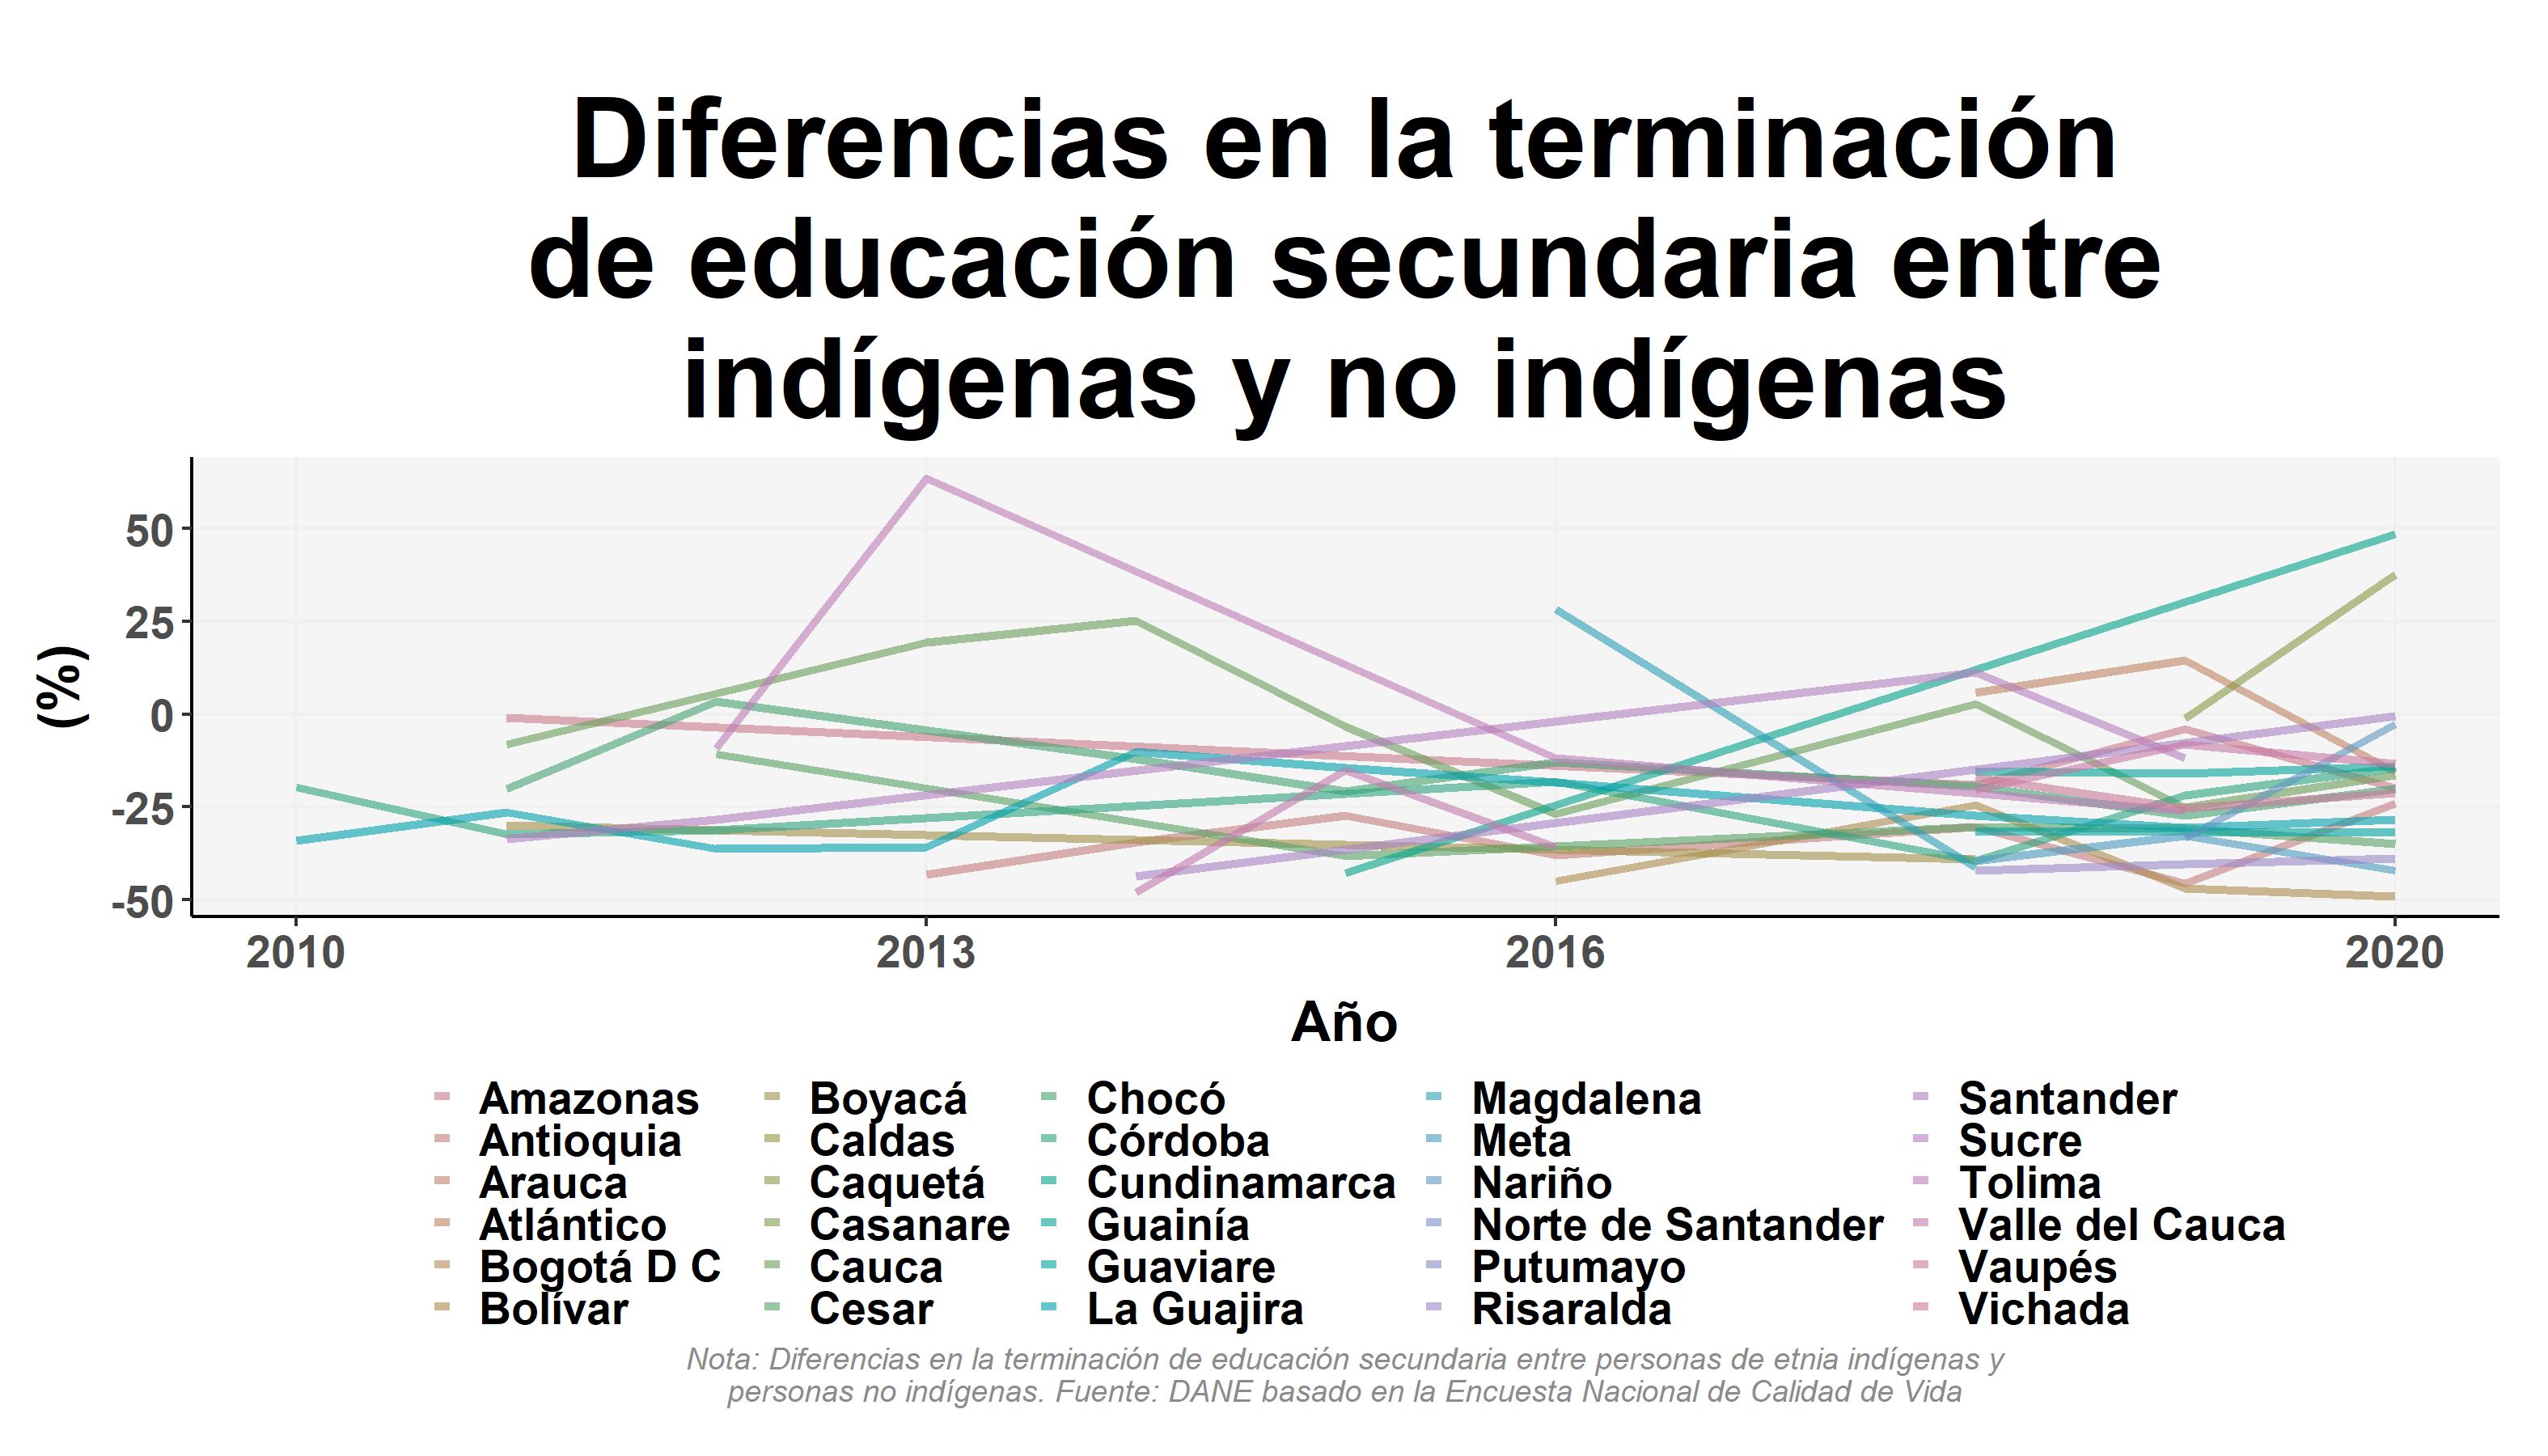 Diferencias en la terminación
de educación secundaria entre
indígenas y no indígenas
(%)
50
25
0
-25
-50
2010 2013 2016 2020
Año
Amazonas Boyacá Chocó Magdalena Santander
Antioquia Caldas Córdoba Meta Sucre
Arauca Caquetá Cundinamarca Nariño Tolima
Atlántico Casanare Guainía Norte de Santander Valle del Cauca
Bogotá D C Cauca Guaviare Putumayo Vaupés
Bolívar Cesar La Guajira Risaralda Vichada
Nota: Diferencias en la terminación de educación secundaria entre personas de etnia indígenas y
personas no indígenas. Fuente: DANE basado en la Encuesta Nacional de Calidad de Vida